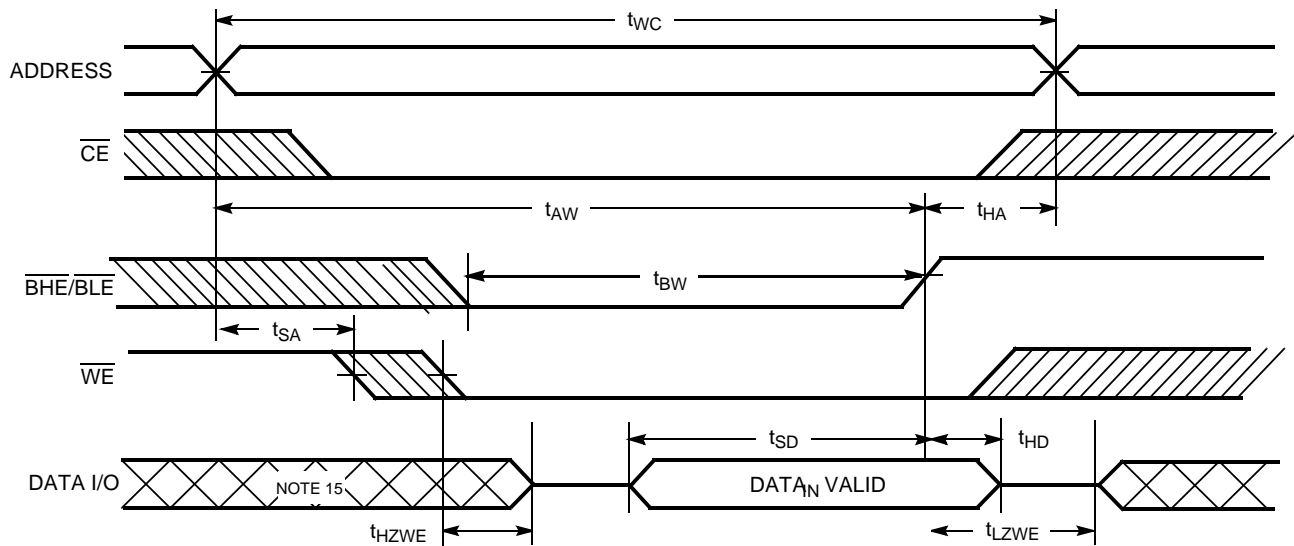 tWC
ADDRESS
CE
tAW
tHA
BHE/BLE
tBW
tSA
WE
tSD
tHD
DATA I/O
NOTE 15
DATAIN VALID
tHZWE
tLZWE